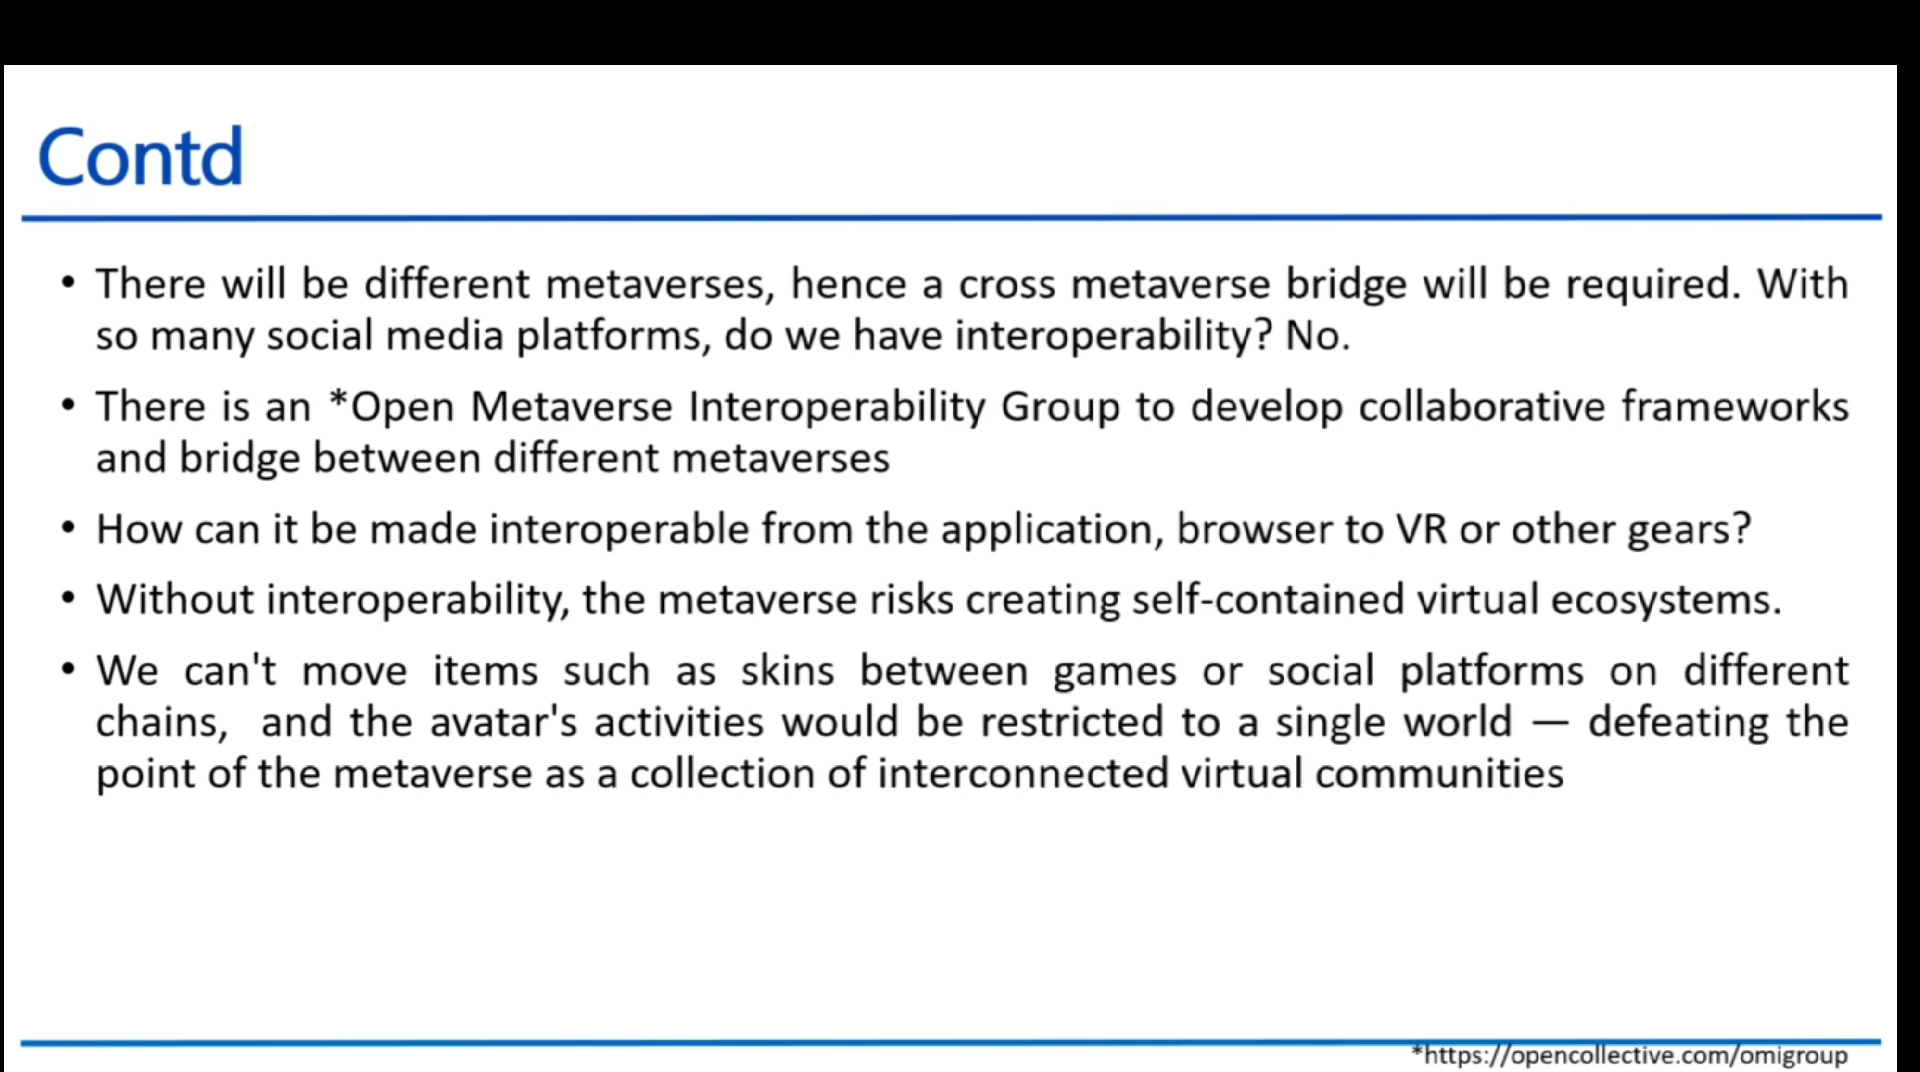 Contd
• There will be different metaverses, hence a cross metaverse bridge will be required. With
so many social media platforms, do we have interoperability? No.
• There is an *Open Metaverse Interoperability Group to develop collaborative frameworks
and bridge between different metaverses
• How can it be made interoperable from the application, browser to VR or other gears?
• Without interoperability, the metaverse risks creating self-contained virtual ecosystems.
• We can't move items such as skins between games or social platforms on different
chains, and the avatar's activities would be restricted to a single world — defeating the
point of the metaverse as a collection of interconnected virtual communities
*https://opencollective.com/omigroup